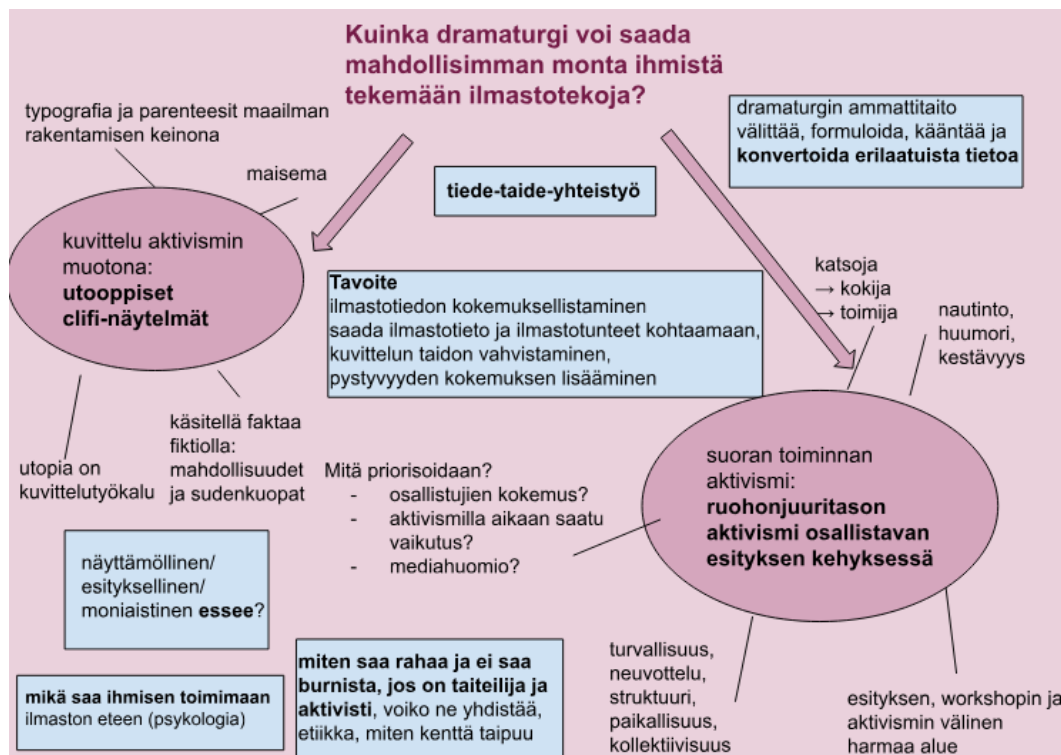 Kuinka dramaturgi voi saada
mahdollisimman monta ihmistä
tekemään ilmastotekoja?
typografia ja parenteesit maailman
rakentamisen keinona
maisema
dramaturgin ammattitaito
välittää, formuloida, kääntää ja
konvertoida erilaatuista tietoa
tiede-taide-yhteistyö
kuvittelu aktivismin
muotona:
utooppiset
clifi-näytelmät
Tavoite
ilmastotiedon kokemuksellistaminen
saada ilmastotieto ja ilmastotunteet kohtaamaan,
kuvittelun taidon vahvistaminen,
pystyvyyden kokemuksen lisääminen
katsoja
→ kokija
→ toimija
nautinto,
huumori,
kestävyys
utopia on
kuvittelutyökalu
käsitellä faktaa
fiktiolla:
mahdollisuudet
ja sudenkuopat
Mitä priorisoidaan?
- osallistujien kokemus?
- aktivismilla aikaan saatu
vaikutus?
- mediahuomio?
suoran toiminnan
aktivismi:
ruohonjuuritason
aktivismi osallistavan
esityksen kehyksessä
näyttämöllinen/
esityksellinen/
moniaistinen essee?
mikä saa ihmisen toimimaan
ilmaston eteen (psykologia)
miten saa rahaa ja ei saa
burnista, jos on taiteilija ja
aktivisti, voiko ne yhdistää,
etiikka, miten kenttä taipuu
turvallisuus,
neuvottelu,
struktuuri,
paikallisuus,
kollektiivisuus
esityksen, workshopin ja
aktivismin välinen
harmaa alue